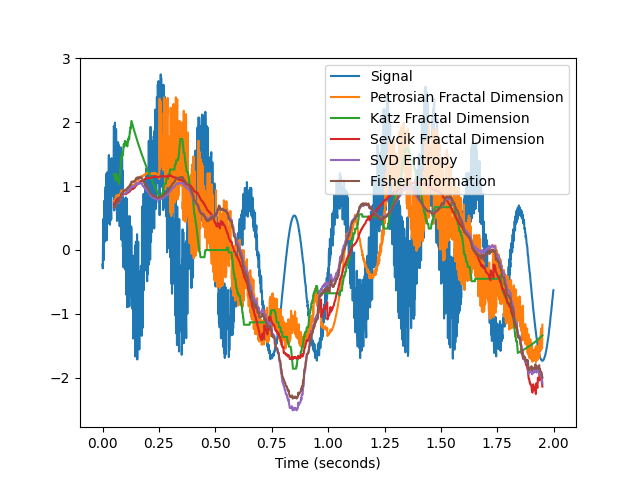 3
2
1
0
−1
−2
Signal
Petrosian Fractal Dimension
Katz Fractal Dimension
Sevcik Fractal Dimension
SVD Entropy
Fisher Information
0.00 0.25 0.50 0.75 1.00 1.25 1.50 1.75 2.00
Time (seconds)